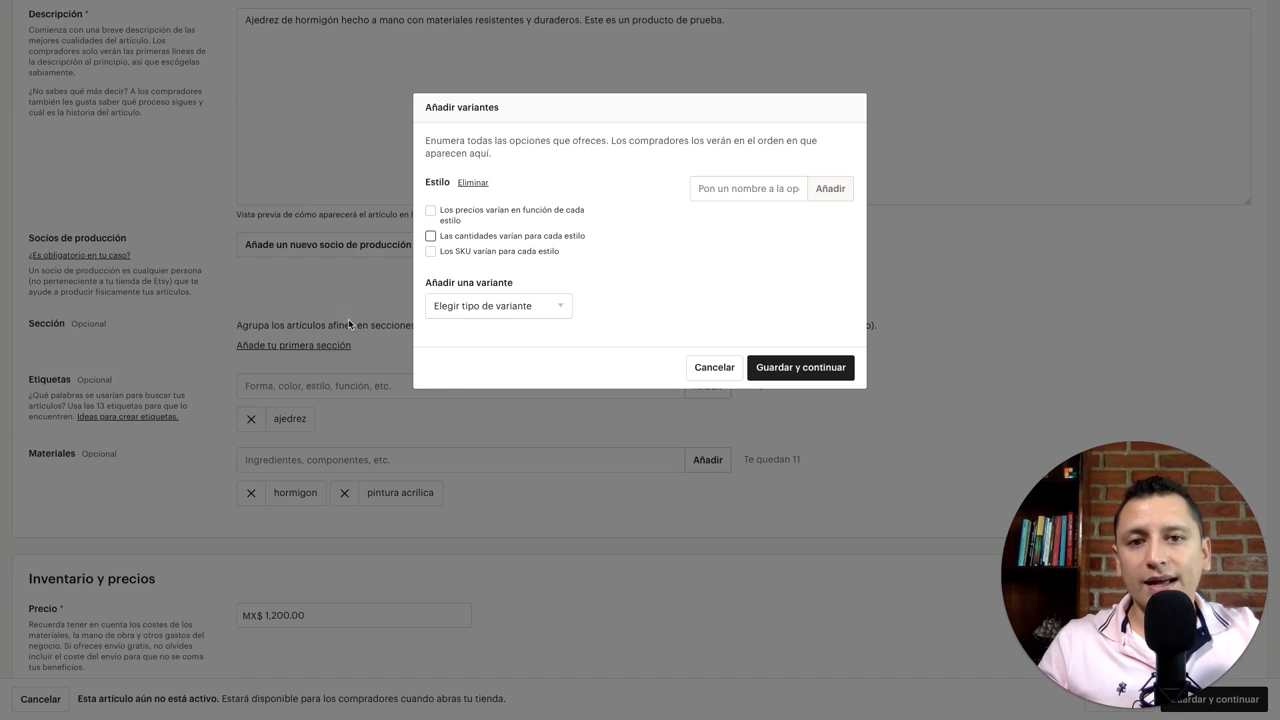 Descripción *
Comienza con una breve descripción de las
mejores cualidades del artículo. Los
compradores solo verán las primeras líneas de
la descripción al principio, así que escógelas
sabiamente.
¿No sabes qué más decir? A los compradores
también les gusta saber qué proceso sigues y
cuál es la historia del artículo.
Ajedrez de hormigón hecho a mano con materiales resistentes y duraderos. Este es un producto de prueba.
Vista previa de cómo aparecerá el artículo en l
Añadir variantes
Enumera todas las opciones que ofreces. Los compradores los verán en el orden en que
aparecen aquí.
Estilo Eliminar
Pon un nombre a la op Añadir
Los precios varían en función de cada
estilo
Las cantidades varían para cada estilo
Los SKU varían para cada estilo
Añadir una variante
Elegir tipo de variante
Cancelar Guardar y continuar
Socios de producción
¿Es obligatorio en tu caso?
Un socio de producción es cualquier persona
(no perteneciente a tu tienda de Etsy) que te
ayude a producir físicamente tus artículos.
Añade un nuevo socio de producción
Sección Opcional
Agrupa los artículos afines en secciones
o).
Añade tu primera sección
Etiquetas Opcional
¿Qué palabras se usarían para buscar tus
artículos? Usa las 13 etiquetas para que lo
encuentren. Ideas para crear etiquetas.
Forma, color, estilo, función, etc.
ajedrez
Materiales Opcional
Ingredientes, componentes, etc. Añadir Te quedan 11
hormigon pintura acrílica
Inventario y precios
Precio *
Recuerda tener en cuenta los costes de los
materiales, la mano de obra y otros gastos del
negocio. Si ofreces envío gratis, no olvides
incluir el coste del envío para que no se coma
tus beneficios.
MX$ 1,200.00
Cancelar Esta artículo aún no está activo. Estará disponible para los compradores cuando abras tu tienda.
uardar y continuar